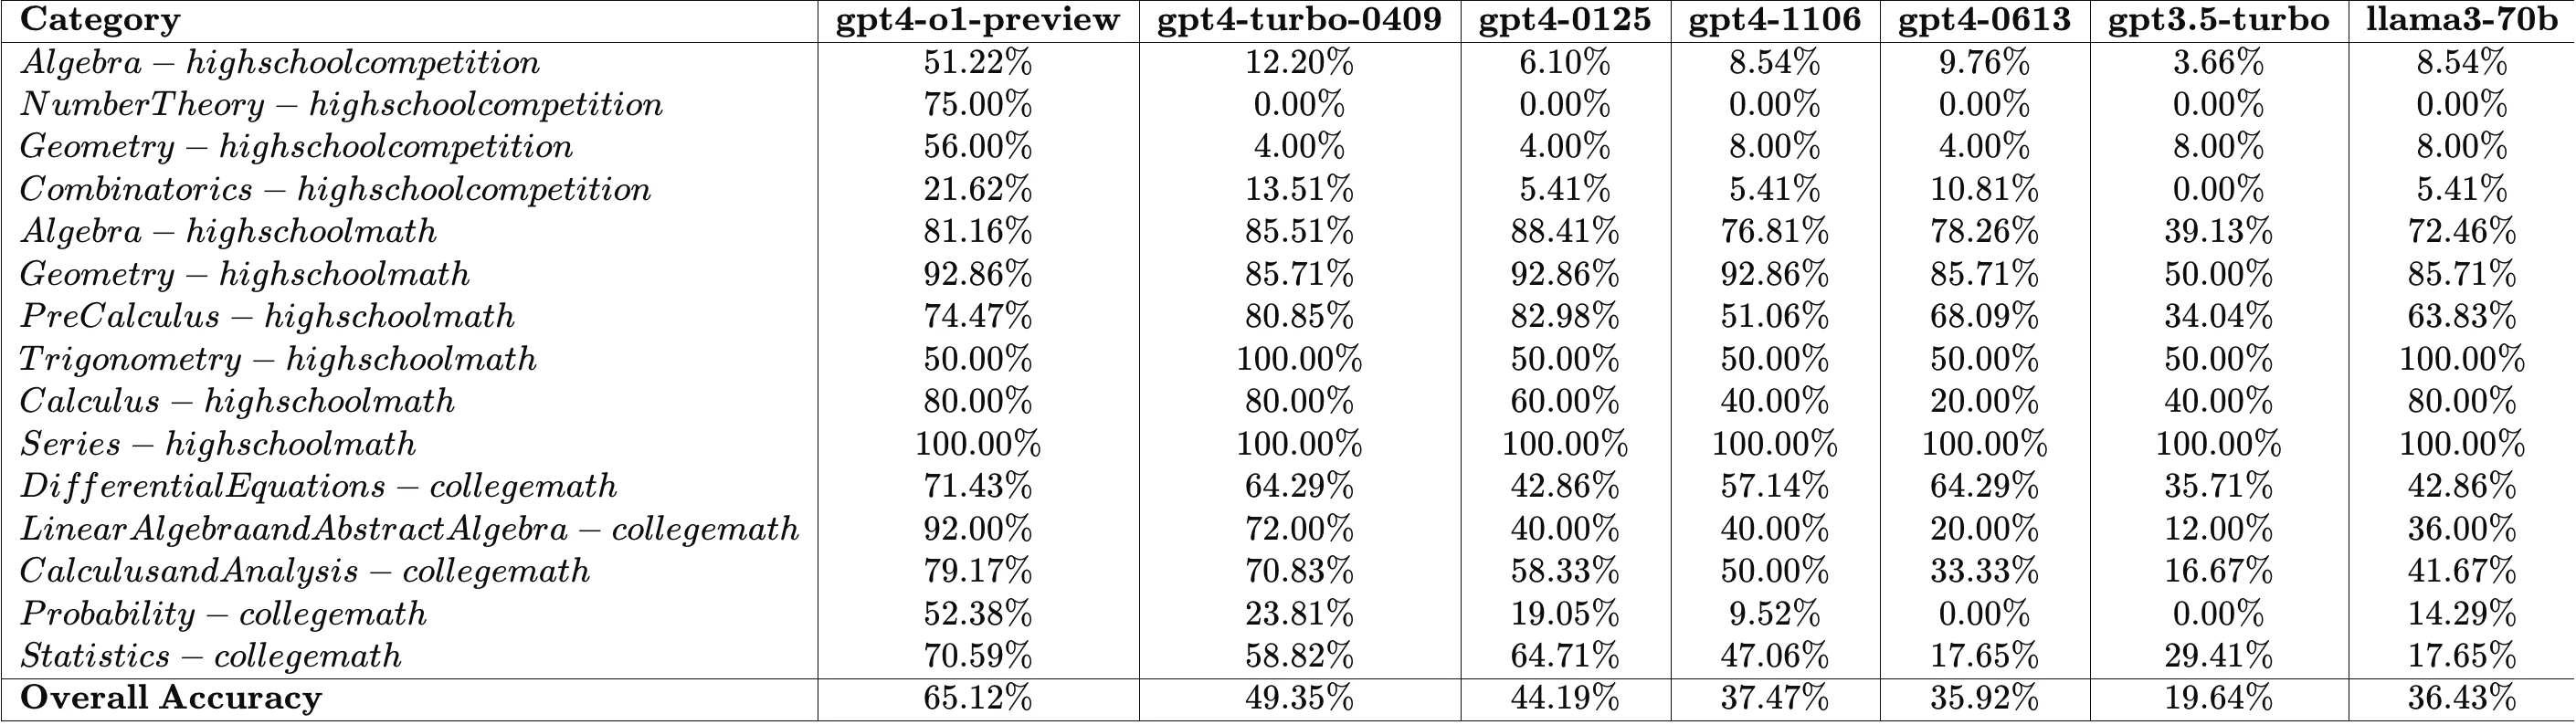 Category gpt4-o1-preview gpt4-turbo-0409 gpt4-0125 gpt4-1106 gpt4-0613 gpt3.5-turbo llama3-70b
Algebra − highschoolcompetition 51.22% 12.20% 6.10% 8.54% 9.76% 3.66% 8.54%
NumberTheory − highschoolcompetition 75.00% 0.00% 0.00% 0.00% 0.00% 0.00% 0.00%
Geometry − highschoolcompetition 56.00% 4.00% 4.00% 8.00% 4.00% 8.00% 8.00%
Combinatorics − highschoolcompetition 21.62% 13.51% 5.41% 5.41% 10.81% 0.00% 5.41%
Algebra − highschoolmath 81.16% 85.51% 88.41% 76.81% 78.26% 39.13% 72.46%
Geometry − highschoolmath 92.86% 85.71% 92.86% 92.86% 85.71% 50.00% 85.71%
PreCalculus − highschoolmath 74.47% 80.85% 82.98% 51.06% 68.09% 34.04% 63.83%
Trigonometry − highschoolmath 50.00% 100.00% 50.00% 50.00% 50.00% 50.00% 100.00%
Calculus − highschoolmath 80.00% 80.00% 60.00% 40.00% 20.00% 40.00% 80.00%
Series − highschoolmath 100.00% 100.00% 100.00% 100.00% 100.00% 100.00% 100.00%
DifferentialEquations − collegemath 71.43% 64.29% 42.86% 57.14% 64.29% 35.71% 42.86%
LinearAlgebraandAbstractAlgebra − collegemath 92.00% 72.00% 40.00% 40.00% 20.00% 12.00% 36.00%
CalculusandAnalysis − collegemath 79.17% 70.83% 58.33% 50.00% 33.33% 16.67% 41.67%
Probability − collegemath 52.38% 23.81% 19.05% 9.52% 0.00% 0.00% 14.29%
Statistics − collegemath 70.59% 58.82% 64.71% 47.06% 17.65% 29.41% 17.65%
Overall Accuracy 65.12% 49.35% 44.19% 37.47% 35.92% 19.64% 36.43%